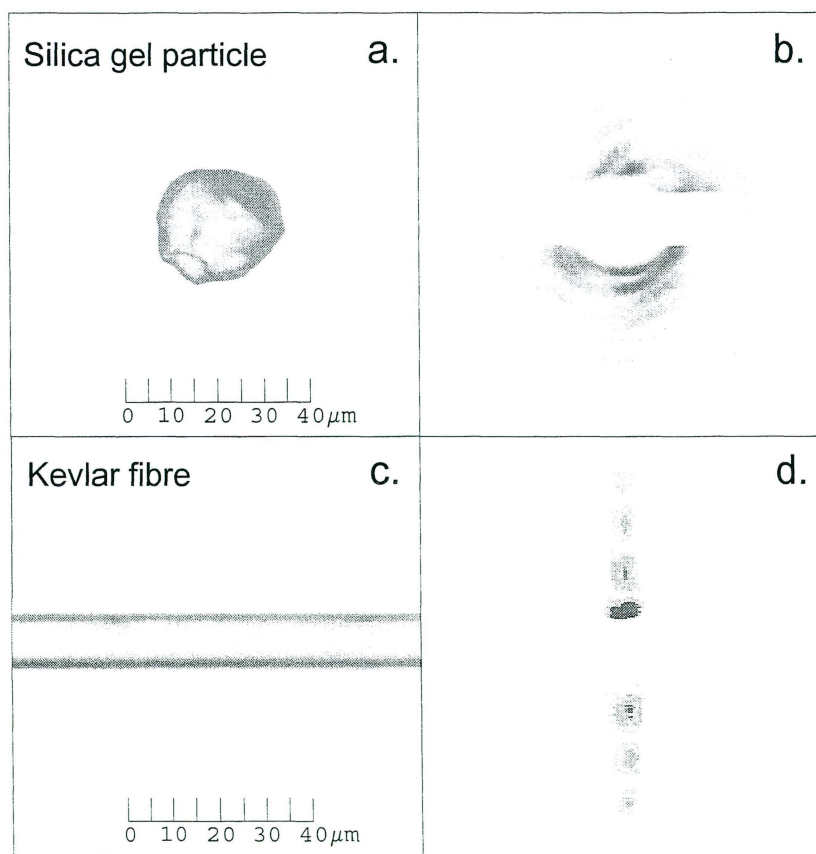 Silica gel particle a.
b.
0 10 20 30 40μm
Kevlar fibre c.
d.
0 10 20 30 40μm